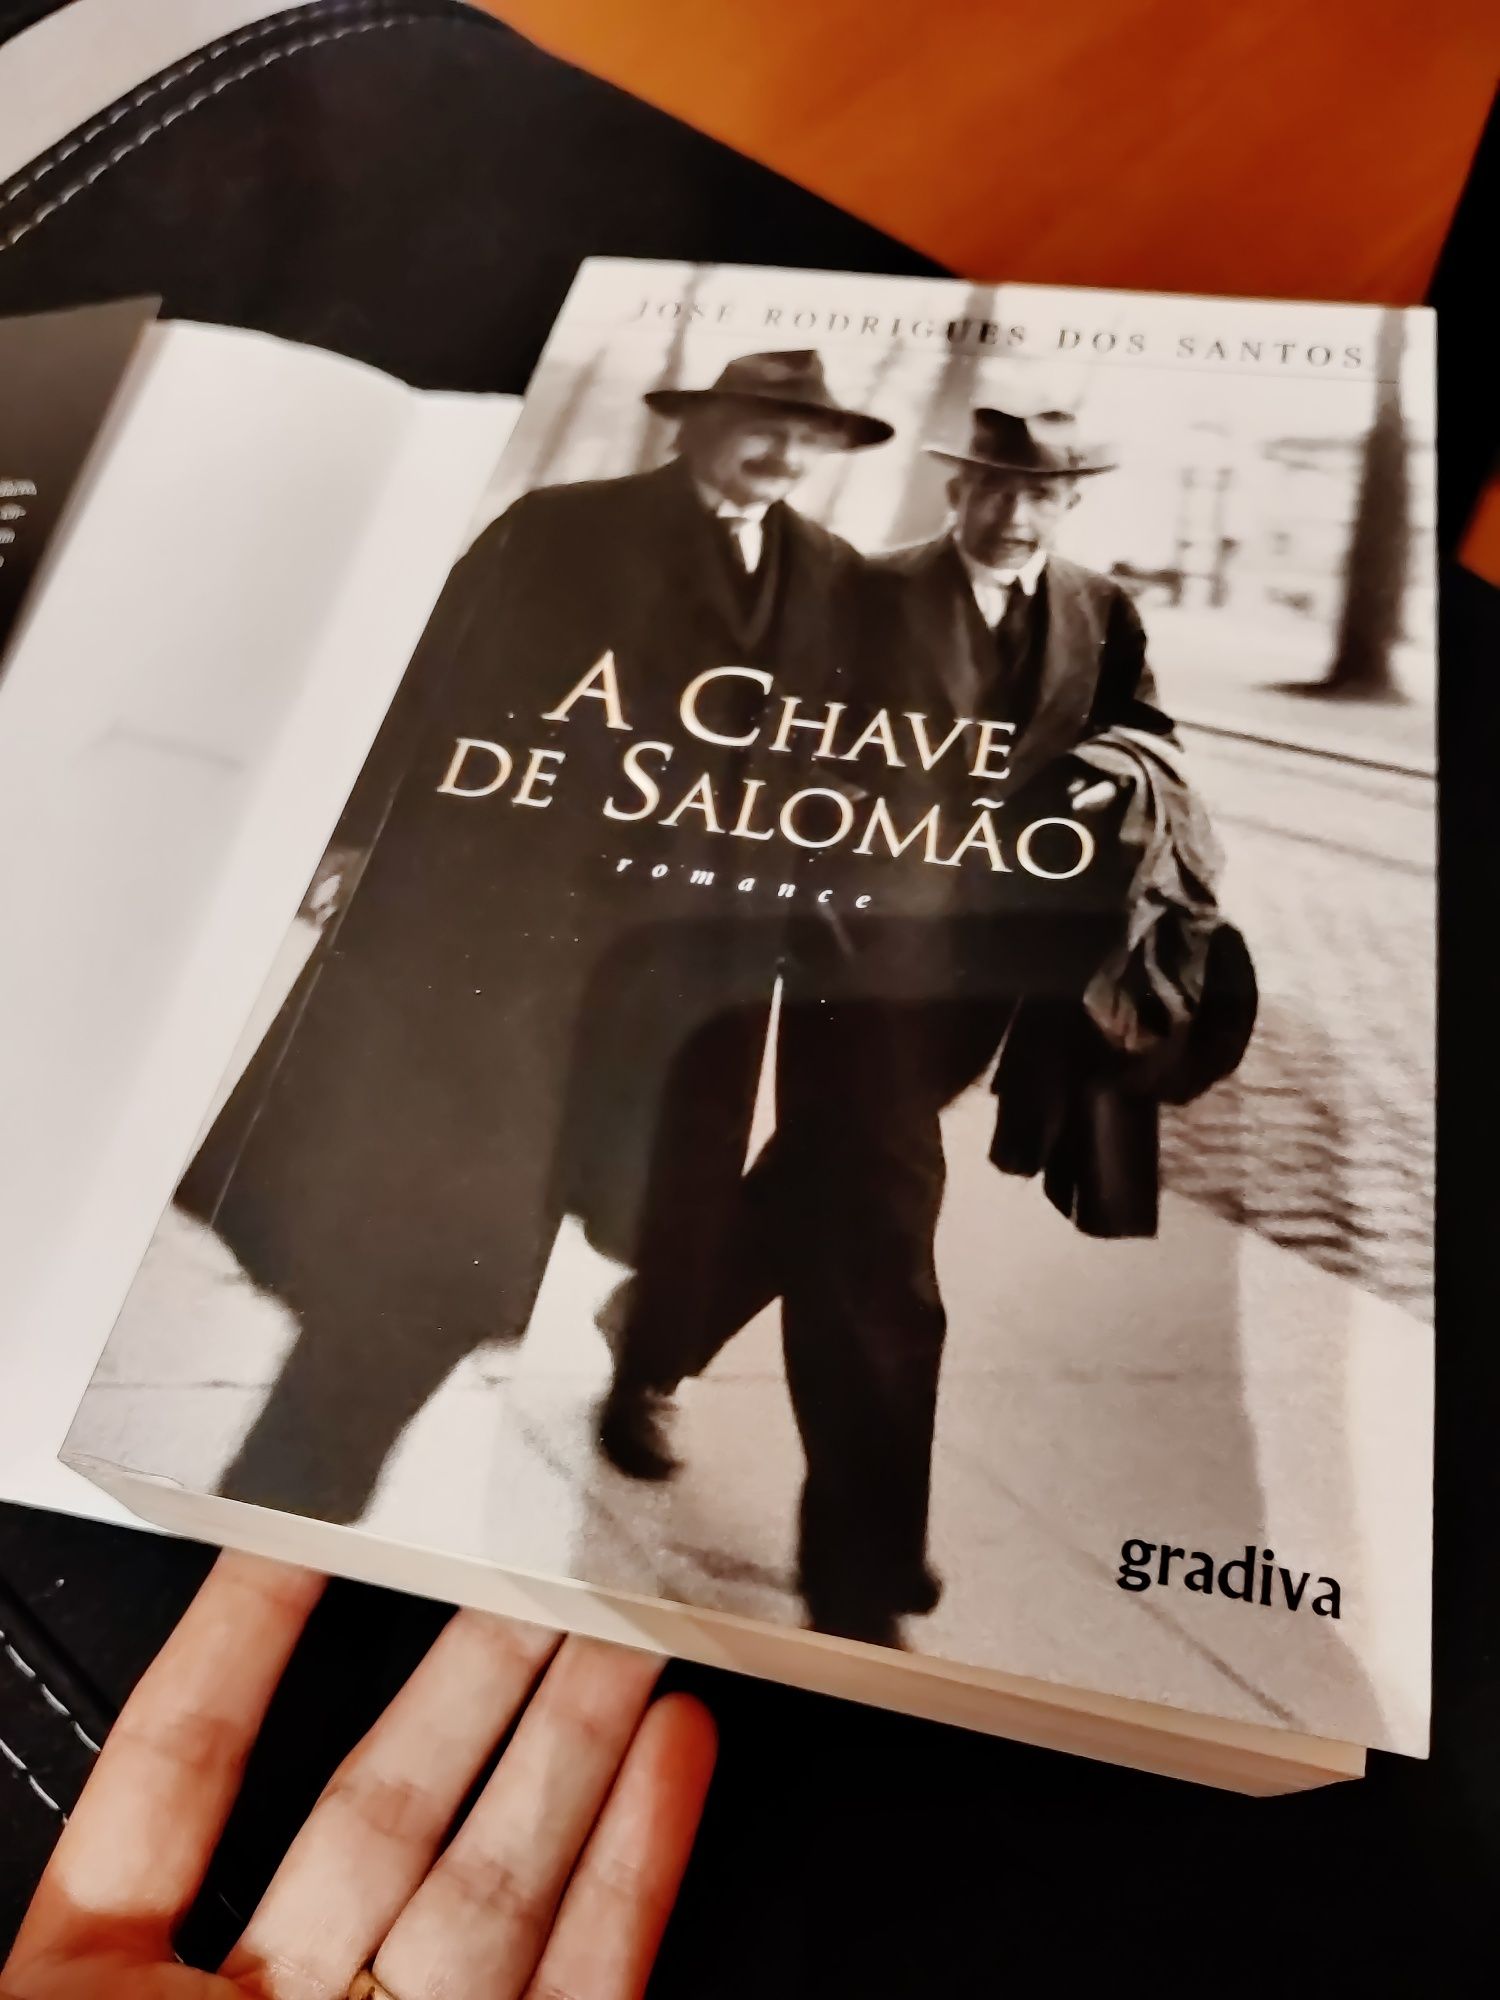 JOSÉ RODRIGUES DOS SANTOS
A CHAVE
DE SALOMÃO
romance
gradiva